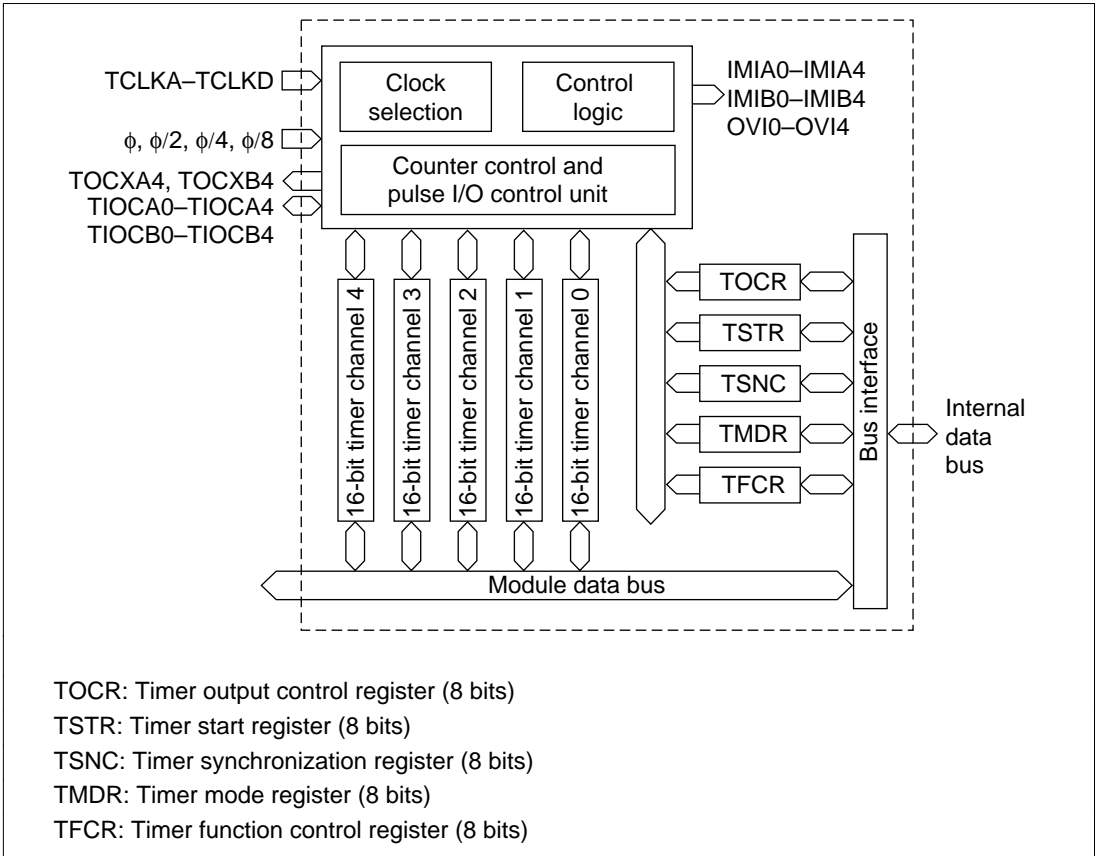 TCLKA–TCLKD
Clock
selection
Control
logic
IMIA0–IMIA4
IMIB0–IMIB4
OVI0–OVI4
ϕ, ϕ/2, ϕ/4, ϕ/8
TOCXA4, TOCXB4
TIOCA0–TIOCA4
TIOCB0–TIOCB4
Counter control and
pulse I/O control unit
16-bit timer channel 4
16-bit timer channel 3
16-bit timer channel 2
16-bit timer channel 1
16-bit timer channel 0
TOCR
TSTR
TSNC
TMDR
TFCR
Bus interface
Internal
data
bus
Module data bus
TOCR: Timer output control register (8 bits)
TSTR: Timer start register (8 bits)
TSNC: Timer synchronization register (8 bits)
TMDR: Timer mode register (8 bits)
TFCR: Timer function control register (8 bits)